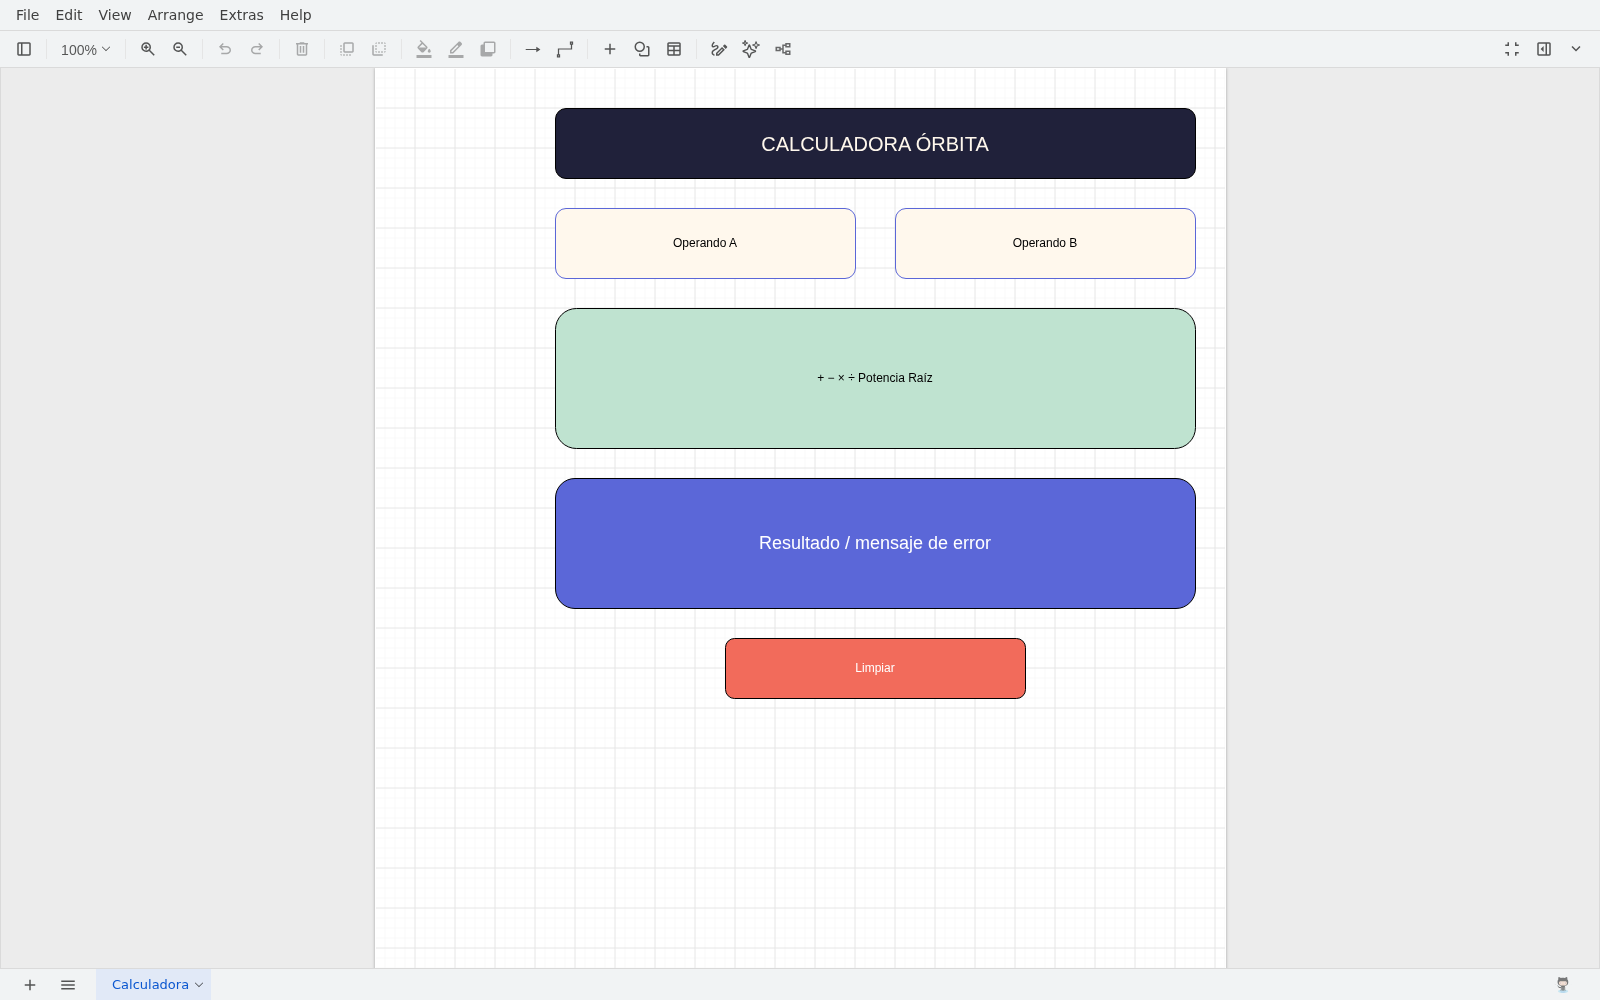 File Edit View Arrange Extras Help
100%
CALCULADORA ÓRBITA
Operando A
Operando B
+ − × ÷ Potencia Raíz
Resultado / mensaje de error
Limpiar
Calculadora